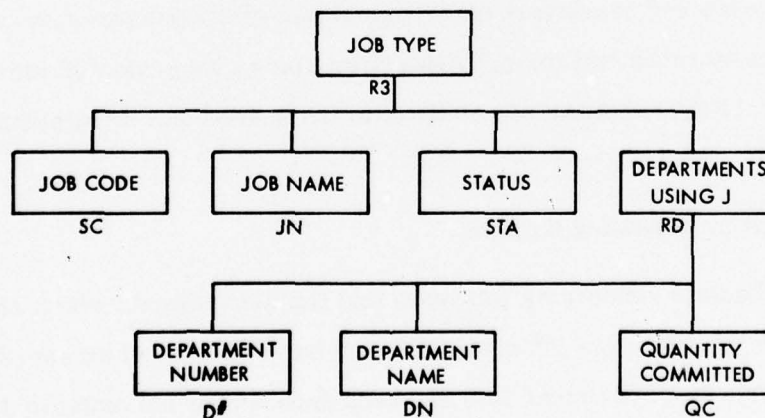 JOB TYPE
R3
JOB CODE
JOB NAME
STATUS
DEPARTMENTS
USING J
SC
JN
STA
RD
DEPARTMENT
NUMBER
DEPARTMENT
NAME
QUANTITY
COMMITTED
D#
DN
QC